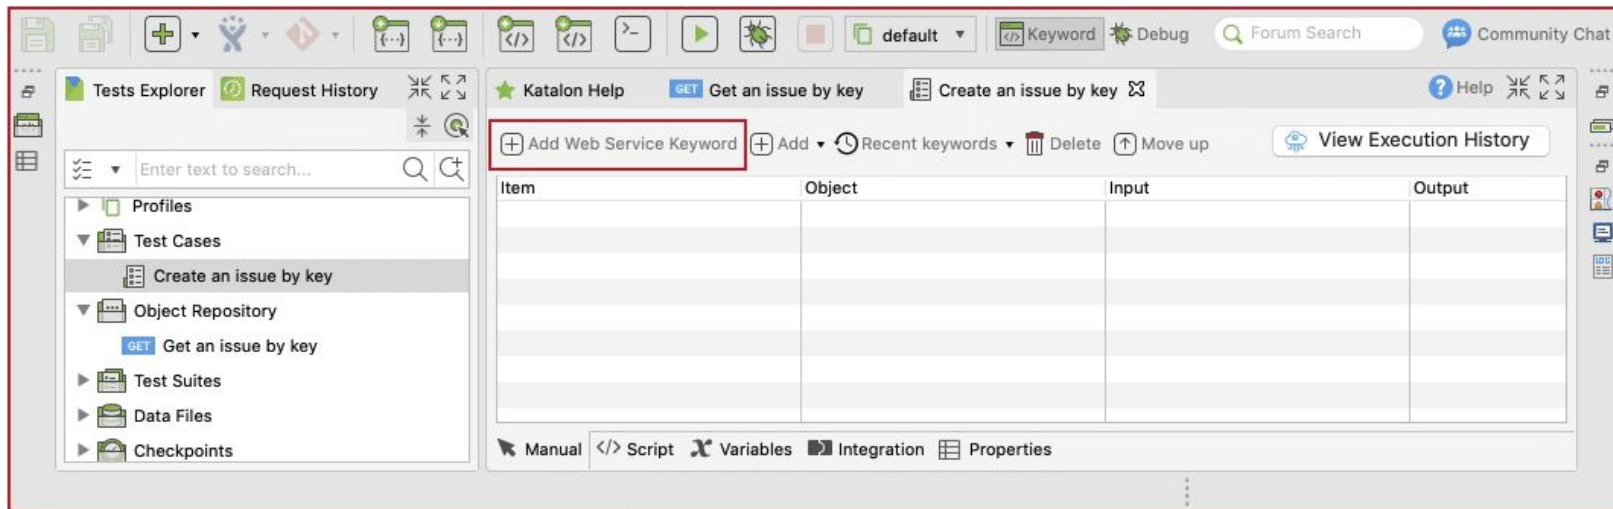 default Keyword Debug Forum Search Community Chat
Tests Explorer Request History
Katalon Help GET Get an issue by key Create an issue by key Help
Add Web Service Keyword Add Recent keywords Delete Move up View Execution History
Enter text to search...
Item Object Input Output
Profiles
Test Cases
Create an issue by key
Object Repository
GET Get an issue by key
Test Suites
Data Files
Checkpoints
Manual </> Script Variables Integration Properties